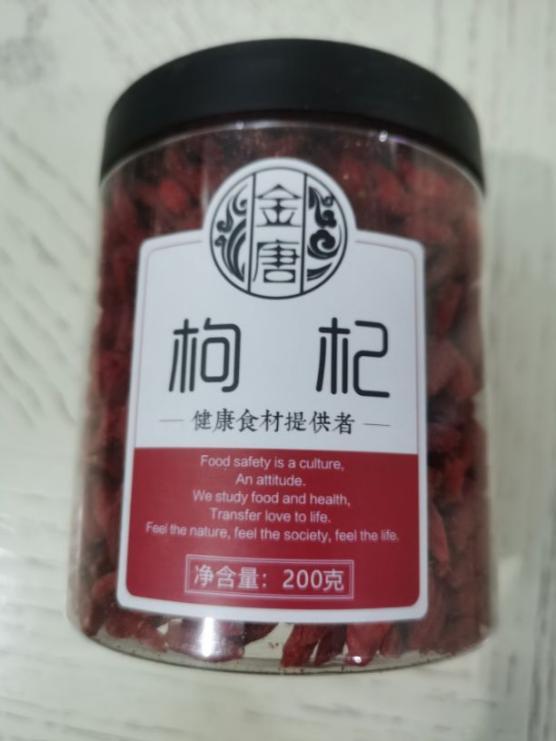 金唐
枸杞
健康食材提供者
Food safety is a culture,
An attitude.
We study food and health,
Transfer love to life.
Feel the nature, feel the society, feel the life.
净含量：200克